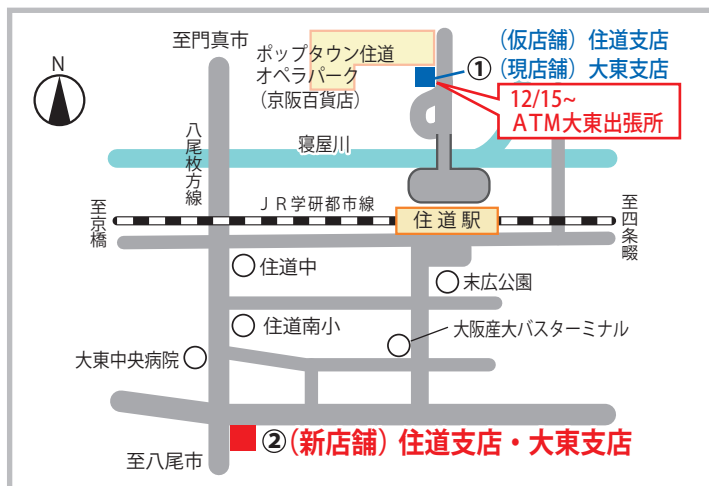 至門真市
ポップタウン住道
オペラパーク
（京阪百貨店）
（仮店舗）住道支店
①（現店舗）大東支店
12/15~
ATM大東出張所
N
八尾枚方線
寝屋川
JR学研都市線
至京橋
住道駅
至四条畷
住道中
末広公園
住道南小
大阪産大バスターミナル
大東中央病院
②（新店舗）住道支店・大東支店
至八尾市